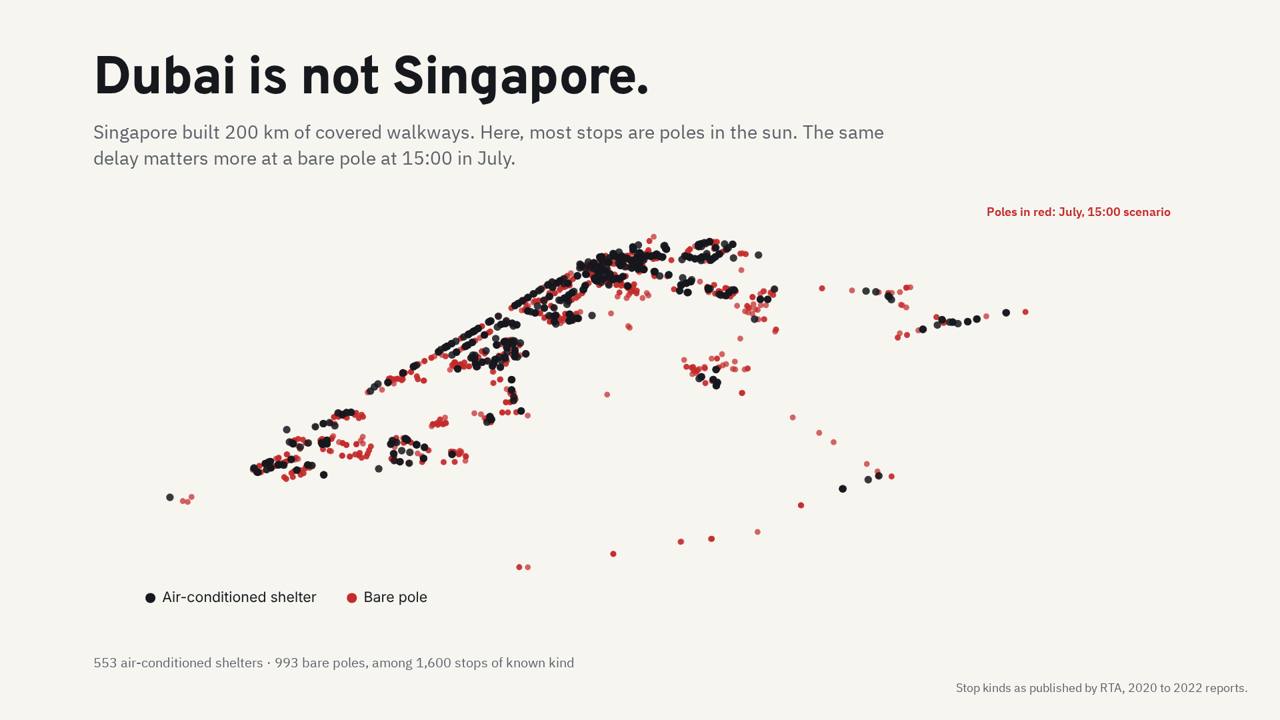 Dubai is not Singapore.
Singapore built 200 km of covered walkways. Here, most stops are poles in the sun. The same
delay matters more at a bare pole at 15:00 in July.
Poles in red: July, 15:00 scenario
Air-conditioned shelter
Bare pole
553 air-conditioned shelters · 993 bare poles, among 1,600 stops of known kind
Stop kinds as published by RTA, 2020 to 2022 reports.